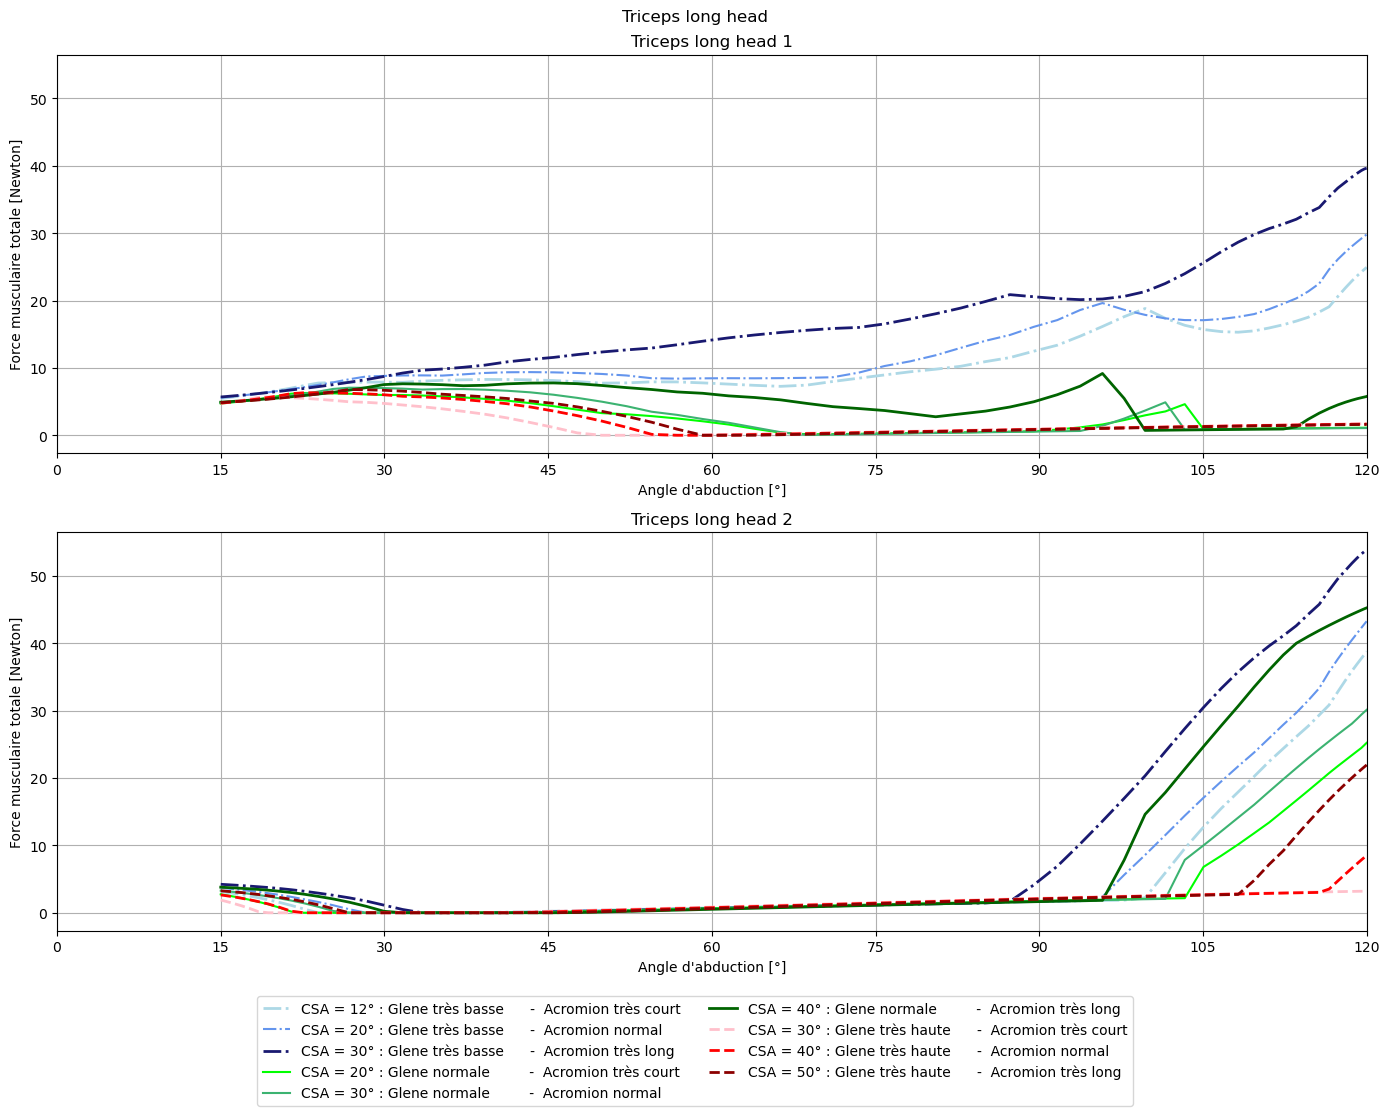 Triceps long head
Triceps long head 1
Force musculaire totale [Newton]
50
40
30
20
10
0
0 15 30 45 60 75 90 105 120
Angle d'abduction [°]
Triceps long head 2
Force musculaire totale [Newton]
50
40
30
20
10
0
0 15 30 45 60 75 90 105 120
Angle d'abduction [°]
CSA = 12° : Glene très basse - Acromion très court
CSA = 20° : Glene très basse - Acromion normal
CSA = 30° : Glene très basse - Acromion très long
CSA = 20° : Glene normale - Acromion très court
CSA = 30° : Glene normale - Acromion normal
CSA = 40° : Glene normale - Acromion très long
CSA = 30° : Glene très haute - Acromion très court
CSA = 40° : Glene très haute - Acromion normal
CSA = 50° : Glene très haute - Acromion très long